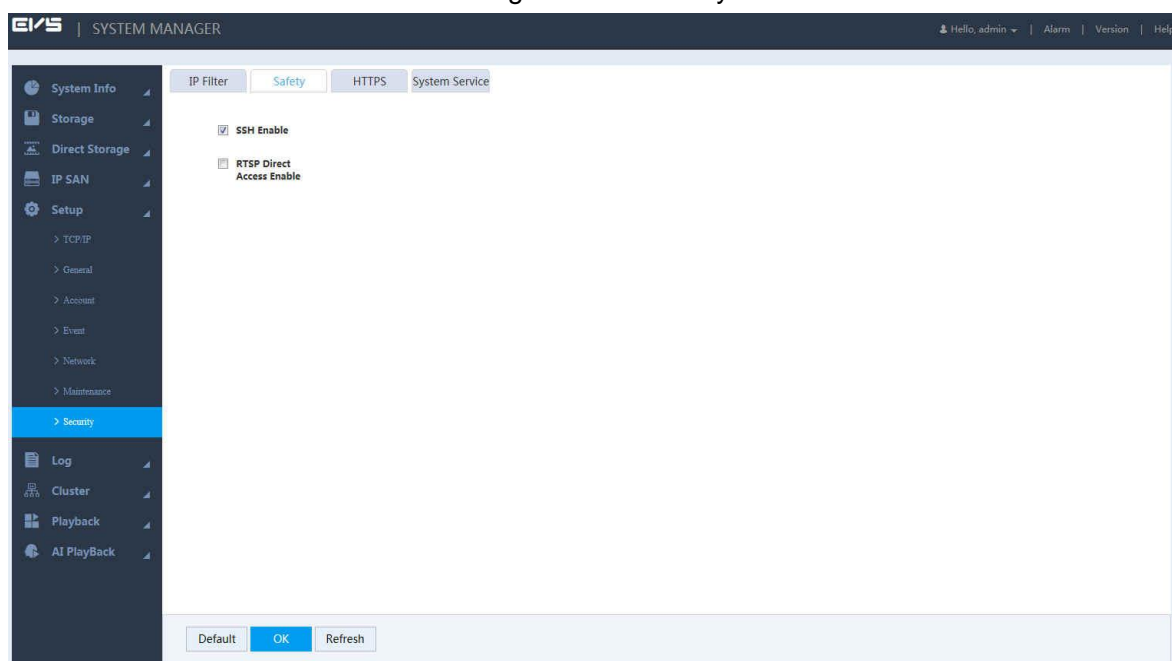 EVS | SYSTEM MANAGER
Hello, admin | Alarm | Version | Help
System Info
Storage
Direct Storage
IP SAN
Setup
> TCP/IP
> General
> Account
> Event
> Network
> Maintenance
> Security
Log
Cluster
Playback
AI PlayBack
IP Filter Safety HTTPS System Service
SSH Enable
RTSP Direct
Access Enable
Default OK Refresh